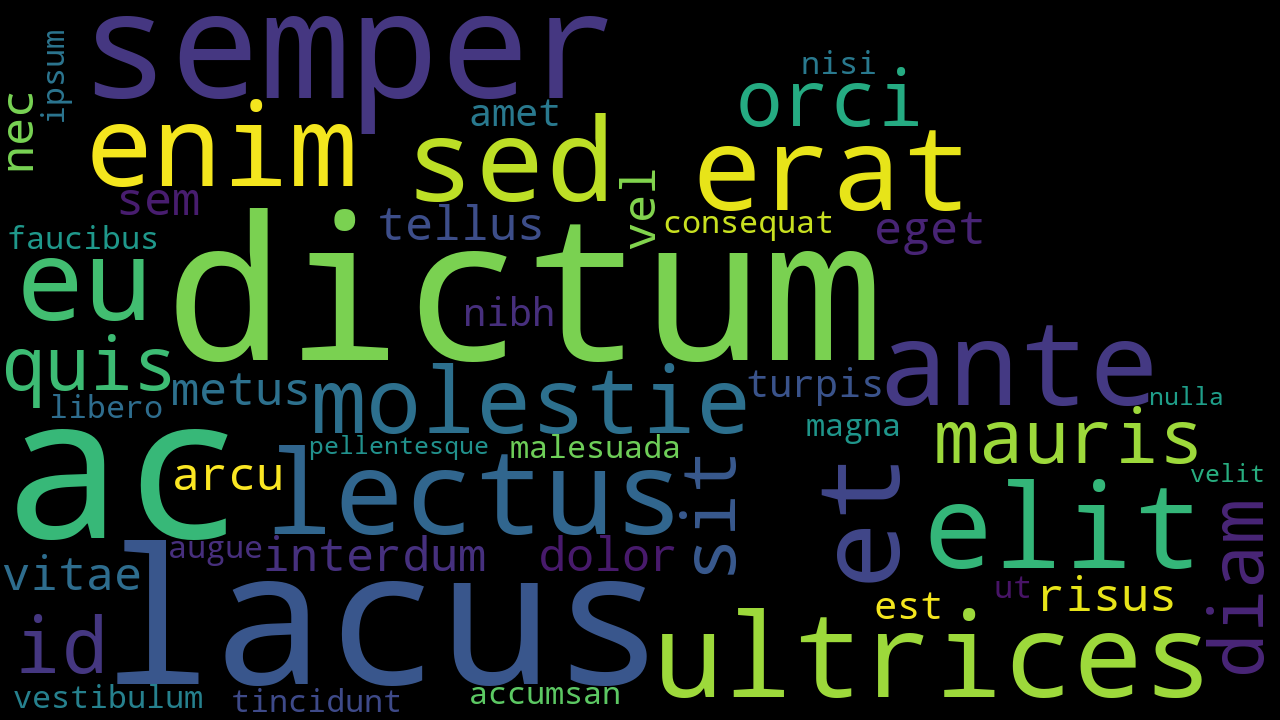 semper
ipsum
nec
nisi
orci
amet
enim
sed
erat
sem
vel
tellus
consequat
eget
faucibus
eu
dictum
nibh
quis
ante
metus
molestie
turpis
libero
nulla
magna
ac
mauris
pellentesque
malesuada
arcu
lectus
sit
et
velit
elit
diam
augue
interdum
dolor
vitae
lacus
ut
risus
est
id
ultrices
vestibulum
tincidunt
accumsan